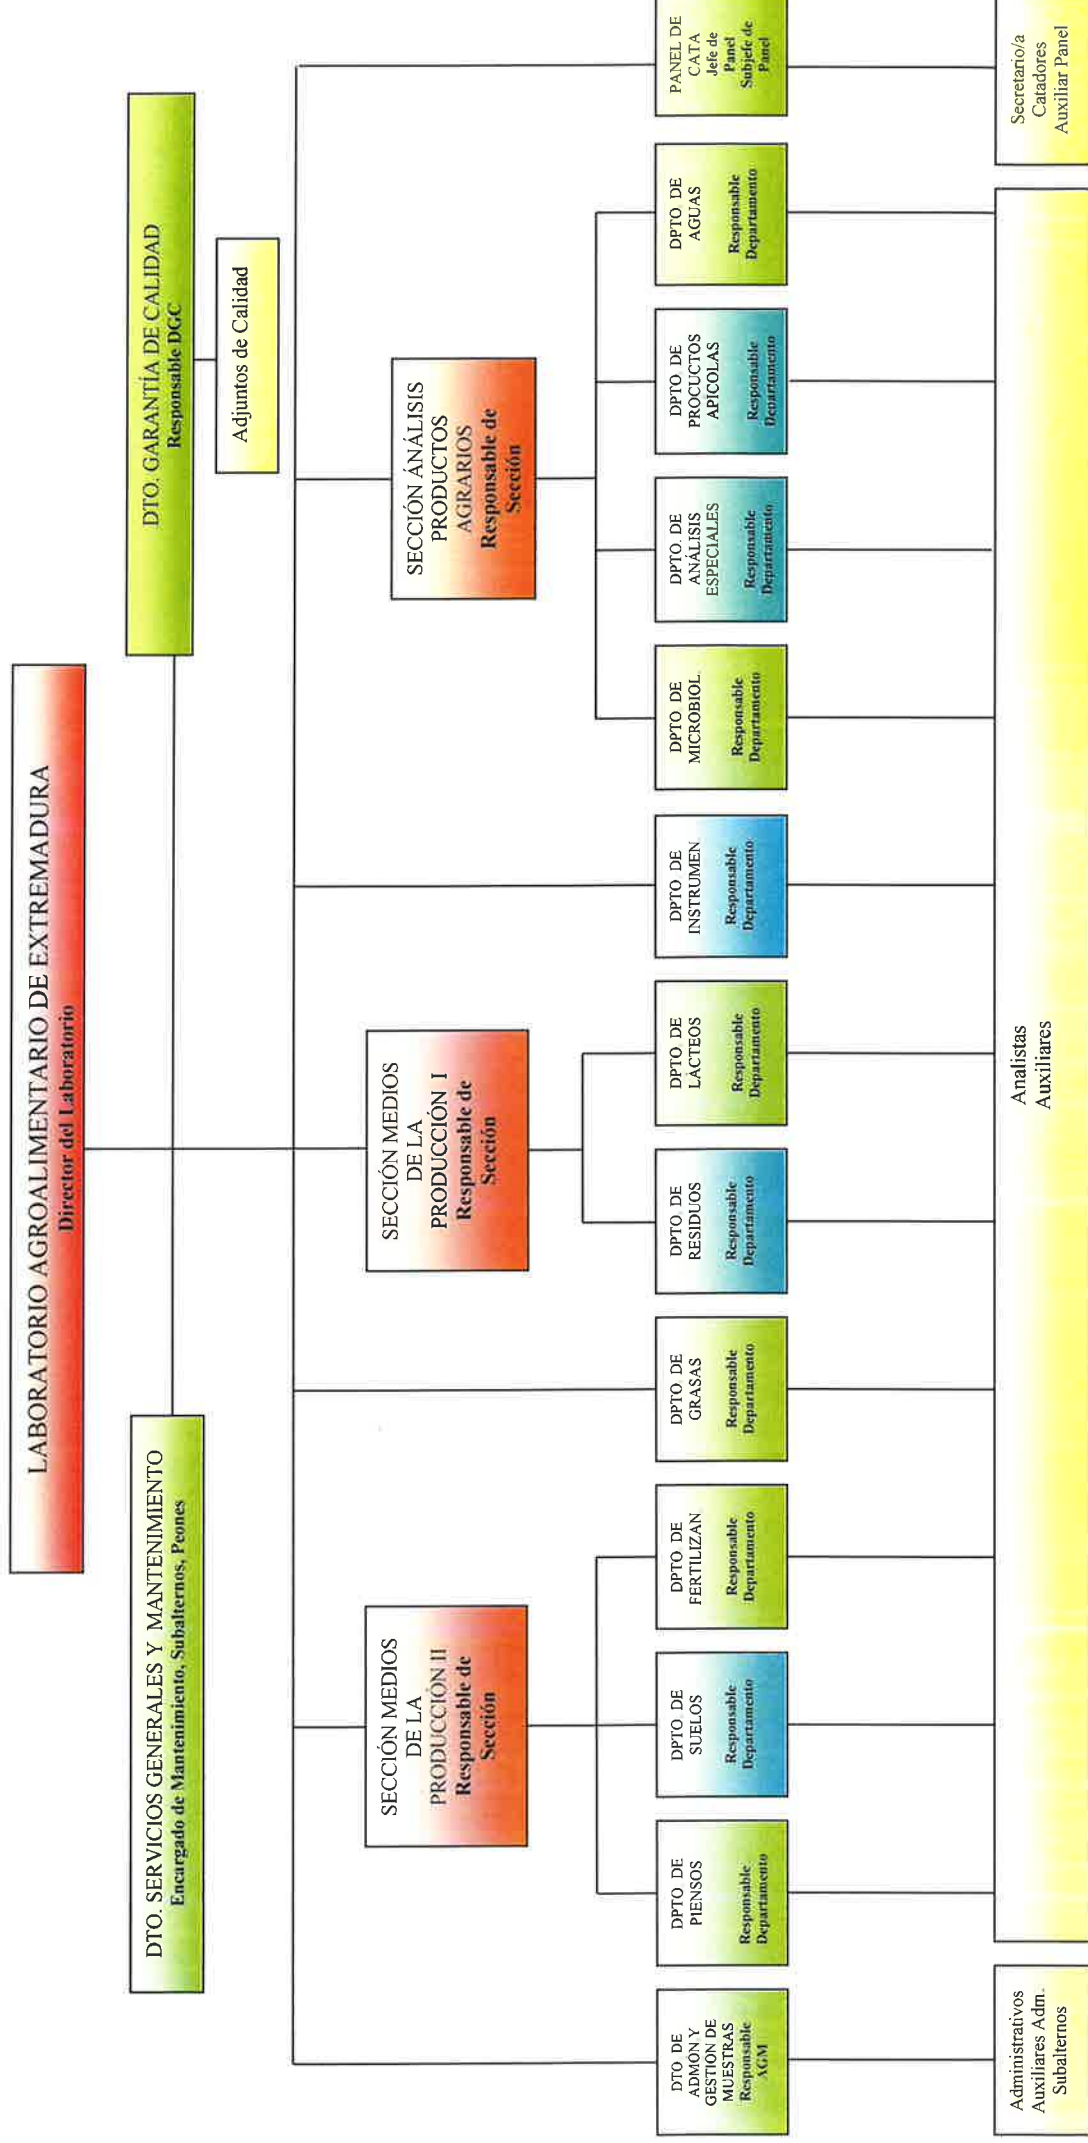 LABORATORIO AGROALIMENTARIO DE EXTREMADURA
Director del Laboratorio
DTO. SERVICIOS GENERALES Y MANTENIMIENTO
Encargado de Mantenimiento, Subalternos, Peones
DTO. GARANTÍA DE CALIDAD
Responsable DGC
Adjuntos de Calidad
SECCIÓN MEDIOS
DE LA
PRODUCCIÓN II
Responsable de
Sección
SECCIÓN MEDIOS
DE LA
PRODUCCIÓN I
Responsable de
Sección
SECCIÓN ÁNÁLISIS
PRODUCTOS
AGRARIOS
Responsable de
Sección
DTO DE
ADMÓN Y
GESTIÓN DE
MUESTRAS
Responsable
AGM
DPTO DE
PIENSOS
Responsable
Departamento
DPTO DE
SUELOS
Responsable
Departamento
DPTO DE
FERTILIZAN
Responsable
Departamento
DPTO DE
GRASAS
Responsable
Departamento
DPTO DE
RESIDUOS
Responsable
Departamento
DPTO DE
LÁCTEOS
Responsable
Departamento
DPTO DE
INSTRUMEN.
Responsable
Departamento
DPTO DE
MICROBIOL.
Responsable
Departamento
DPTO. DE
ANÁLISIS
ESPECIALES
Responsable
Departamento
DPTO DE
PROCUCTOS
APÍCOLAS
Responsable
Departamento
DPTO DE
AGUAS
Responsable
Departamento
PANEL DE
CATA
Jefe de
Panel
Subjefe de
Panel
Administrativos
Auxiliares Adm.
Subalternos
Analistas
Auxiliares
Secretario/a
Catadores
Auxiliar Panel